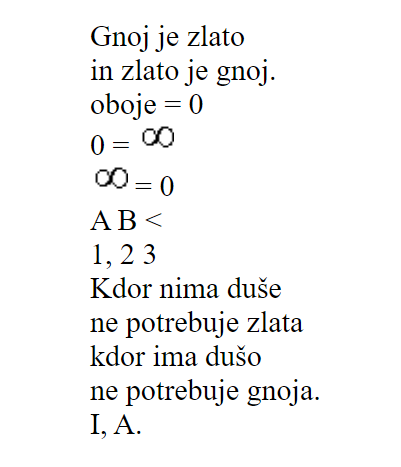 Gnoj je zlato
in zlato je gnoj.
oboje = 0
0 = ∞
∞ = 0
A B <
1, 2 3
Kdor nima duše
ne potrebuje zlata
kdor ima dušo
ne potrebuje gnoja.
I, A.